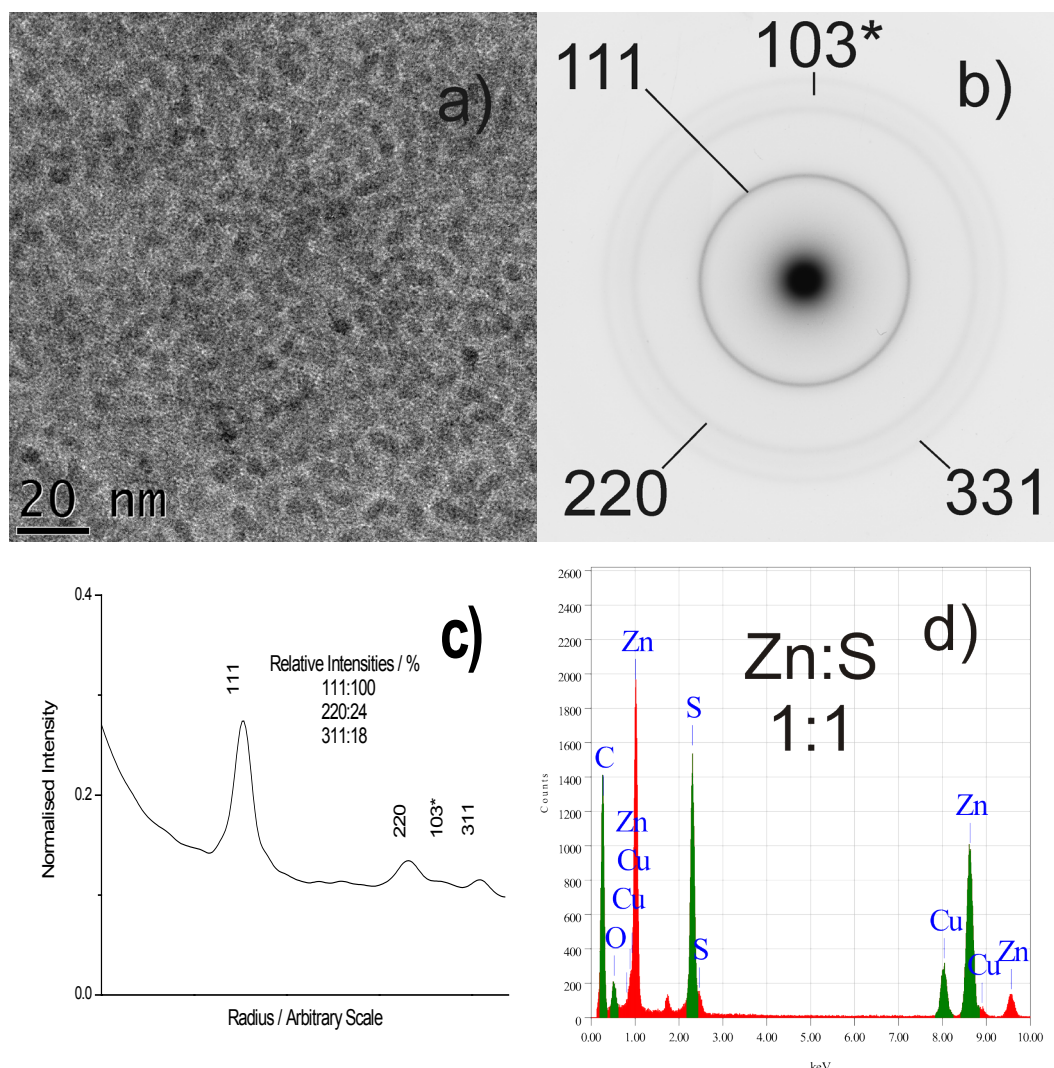 a)
20 nm
111
103*
b)
220
331
0.4
0.2
0.0
Normalised Intensity
111
c)
Relative Intensities / %
111:100
220:24
311:18
220
103*
311
Radius / Arbitrary Scale
2600
2400
2200
2000
1800
1600
1400
1200
1000
800
600
400
200
0
Counts
C
O
Zn
Zn
Cu
Cu
S
S
Zn:S
1:1
d)
Cu
Zn
Cu
Zn
0.00 1.00 2.00 3.00 4.00 5.00 6.00 7.00 8.00 9.00 10.00
keV